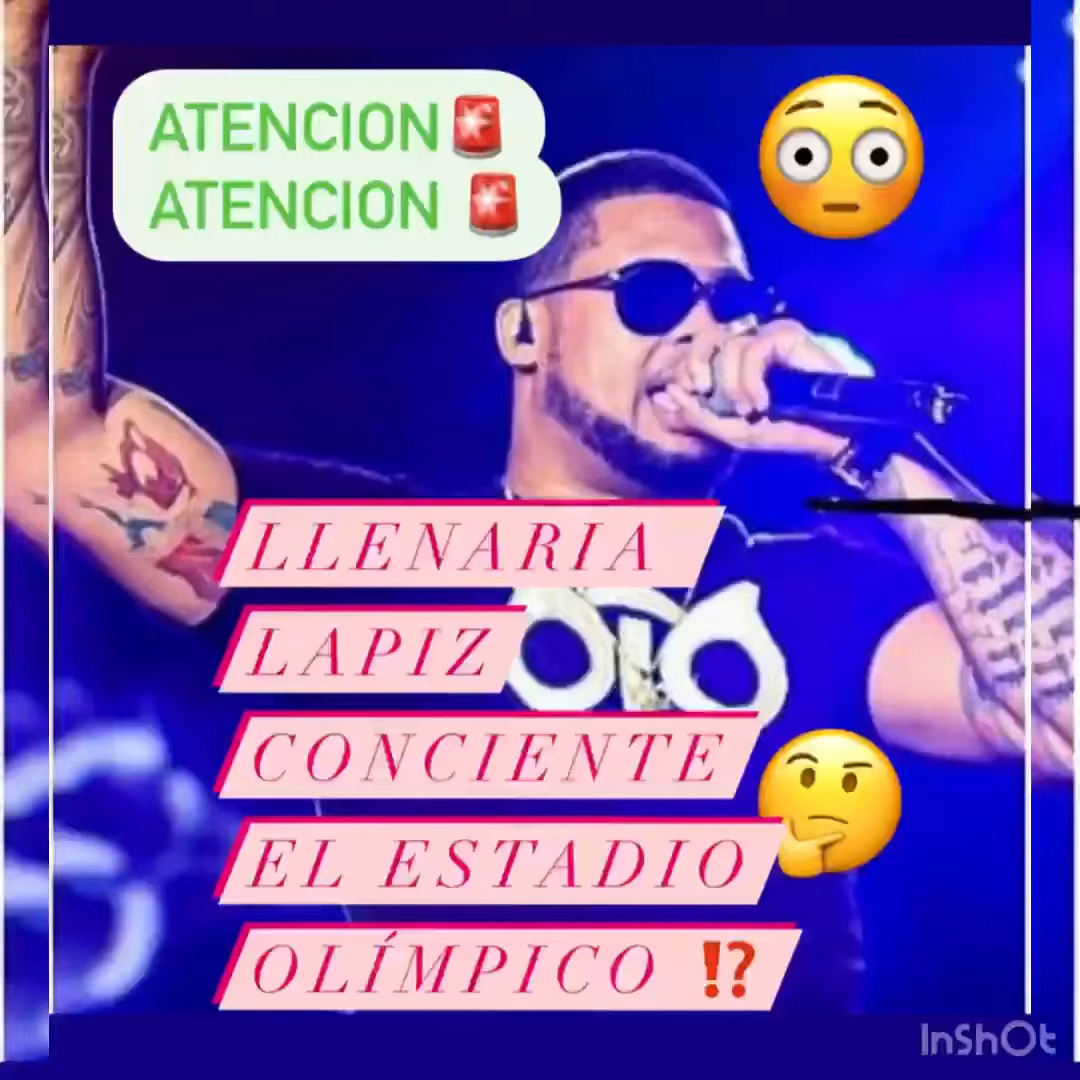 ATENCION🚨
ATENCION 🚨
LLENARIA
LAPIZ
CONCIENTE
EL ESTADIO
OLÍMPICO ⁉️
InShOt